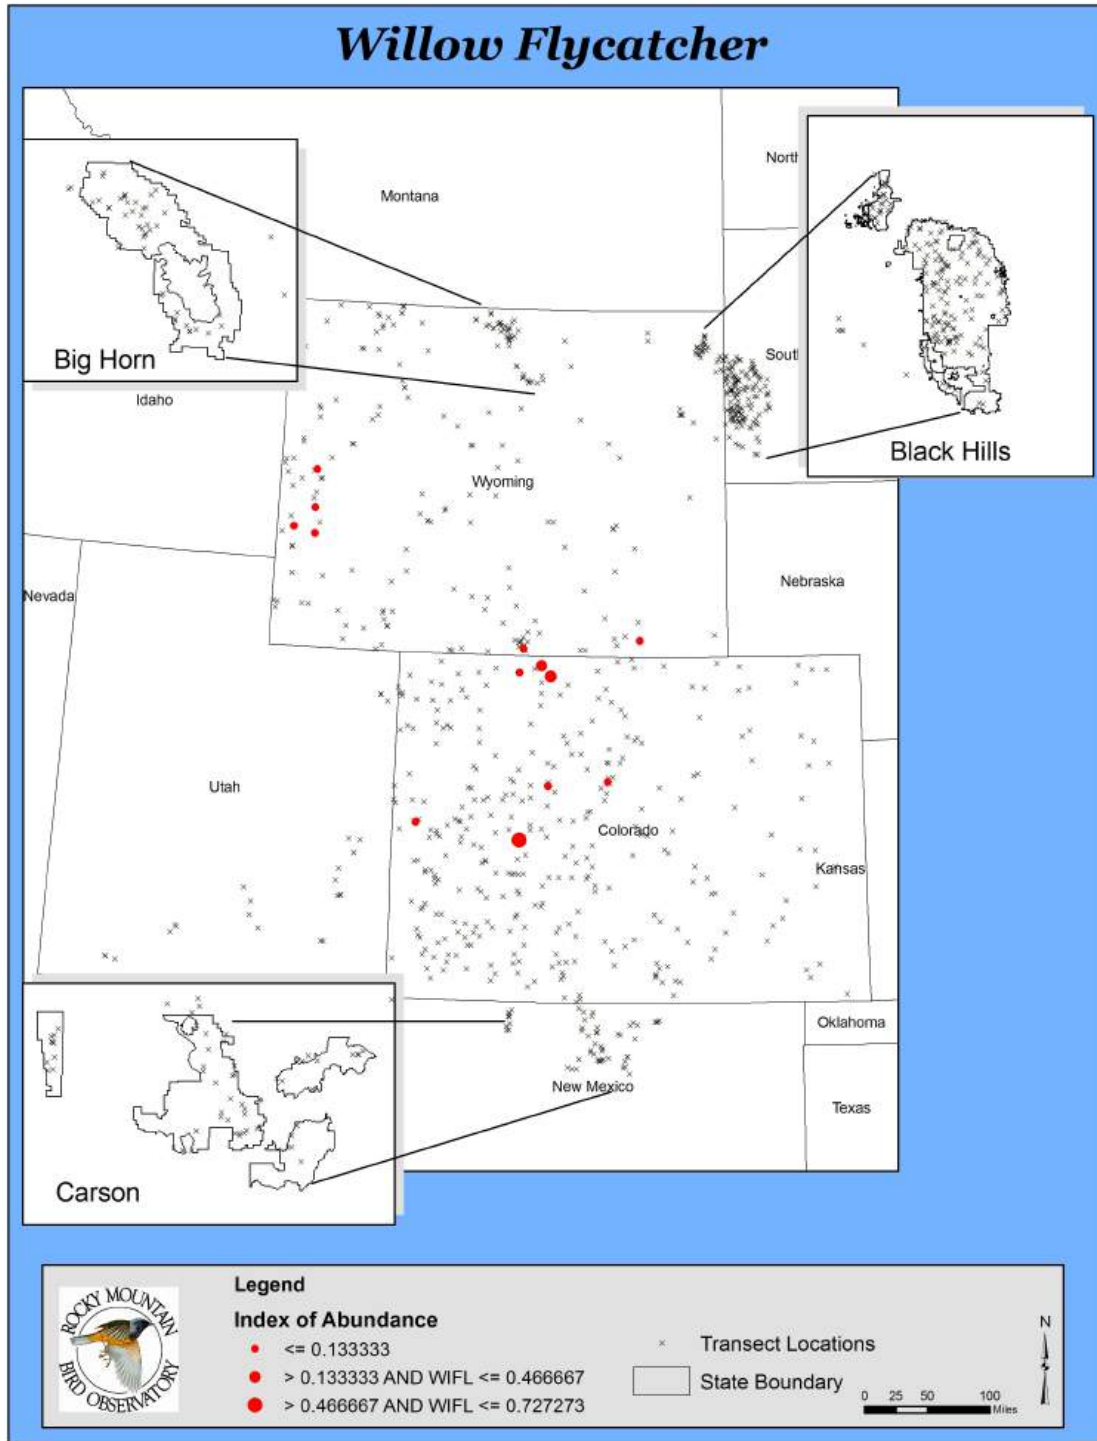 Willow Flycatcher
Montana
North
South
Big Horn
Idaho
Black Hills
Wyoming
Nevada
Nebraska
Utah
Colorado
Kansas
Oklahoma
New Mexico
Texas
Carson
ROCKY MOUNTAIN
BIRD OBSERVATORY
Legend
Index of Abundance
<= 0.133333
> 0.133333 AND WIFL <= 0.466667
> 0.466667 AND WIFL <= 0.727273
Transect Locations
State Boundary
N
0 25 50 100
Miles